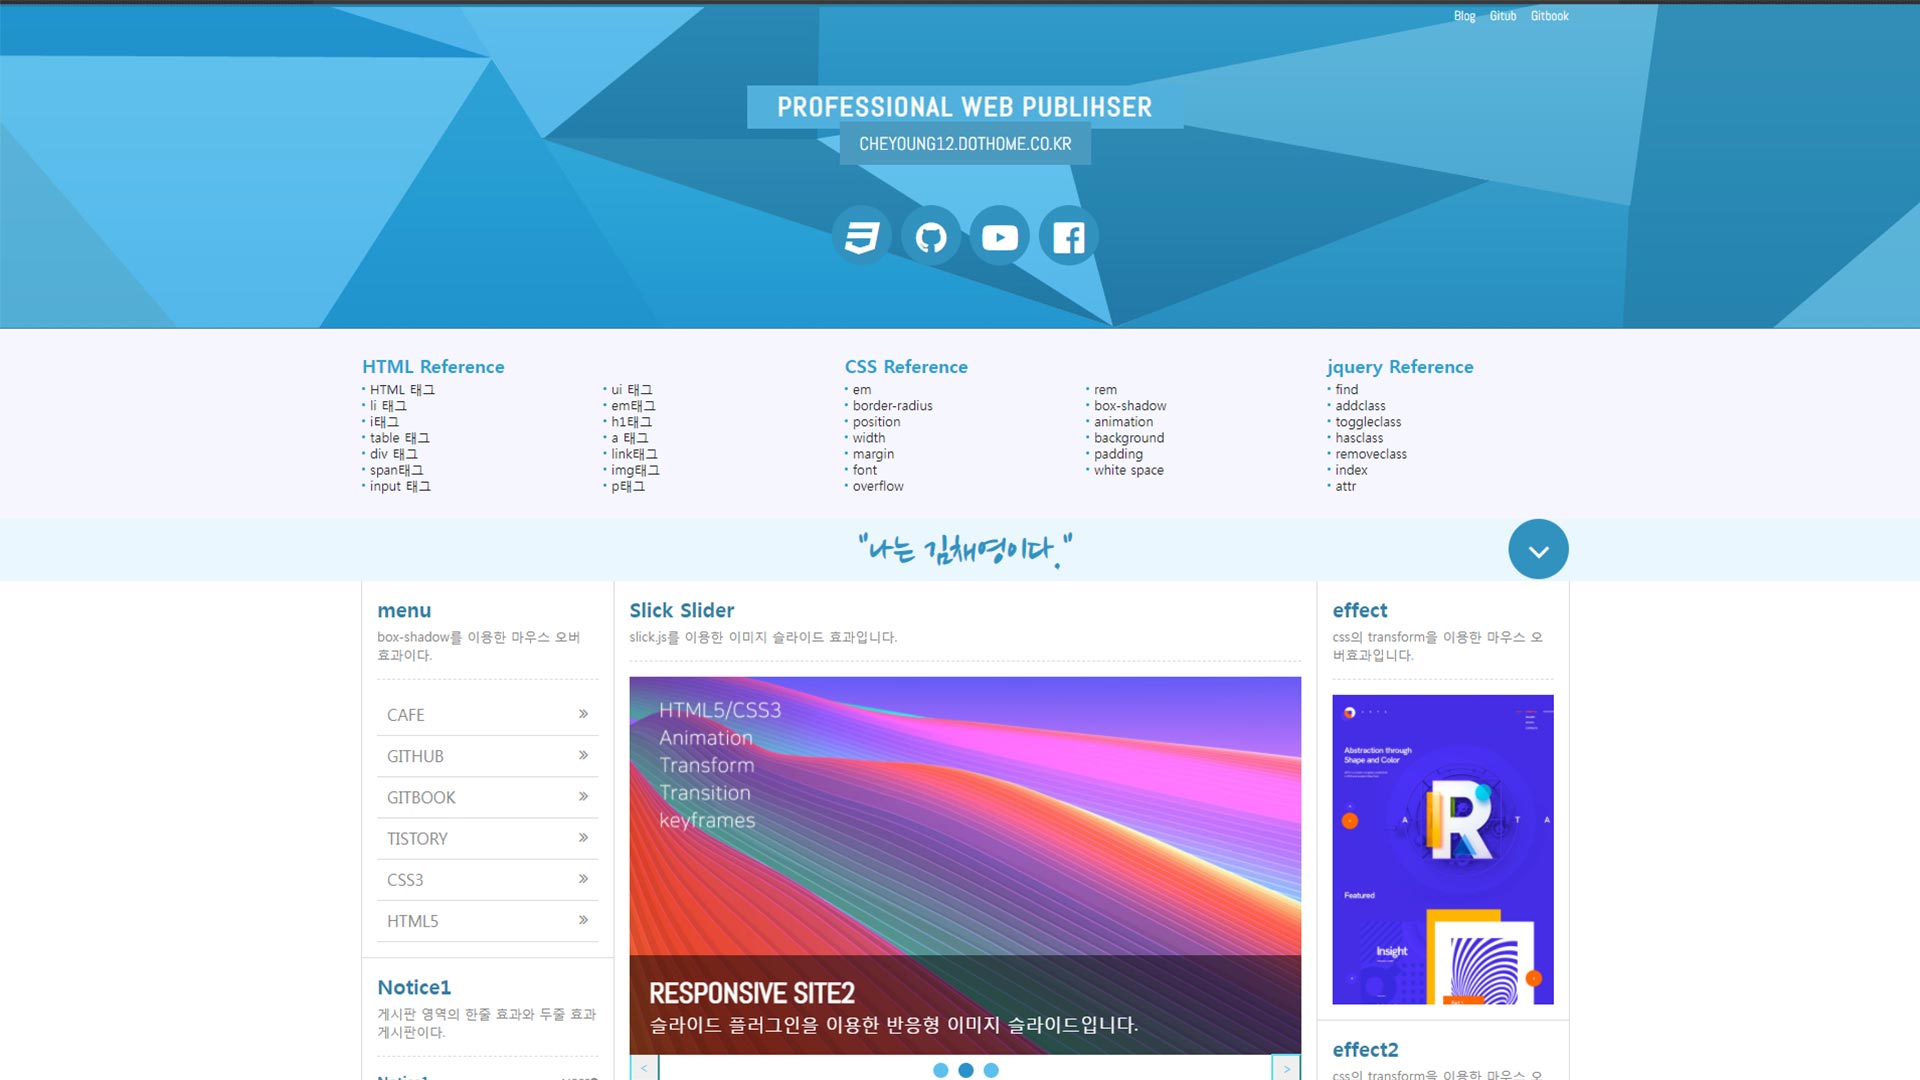 Blog Gitub Gitbook
PROFESSIONAL WEB PUBLIHSER
CHEYOUNG12.DOTHOME.CO.KR
HTML Reference
HTML 태그
li 태그
i태그
table 태그
div 태그
span태그
input 태그
ui 태그
em태그
h1태그
a 태그
link태그
img태그
p태그
CSS Reference
em
border-radius
position
width
margin
font
overflow
rem
box-shadow
animation
background
padding
white space
jquery Reference
find
addclass
toggleclass
hasclass
removeclass
index
attr
"나는 김채영이다."
menu
box-shadow를 이용한 마우스 오버
효과이다.
CAFE
GITHUB
GITBOOK
TISTORY
CSS3
HTML5
Notice1
게시판 영역의 한줄 효과와 두줄 효과
게시판이다.
Slick Slider
slick.js를 이용한 이미지 슬라이드 효과입니다.
HTML5/CSS3
Animation
Transform
Transition
keyframes
RESPONSIVE SITE2
슬라이드 플러그인을 이용한 반응형 이미지 슬라이드입니다.
< >
effect
css의 transform을 이용한 마우스 오
버효과입니다.
Abstraction through
Shape and Color
R
A T A
Featured
Insight
effect2
css의 transform을 이용한 마우스 오